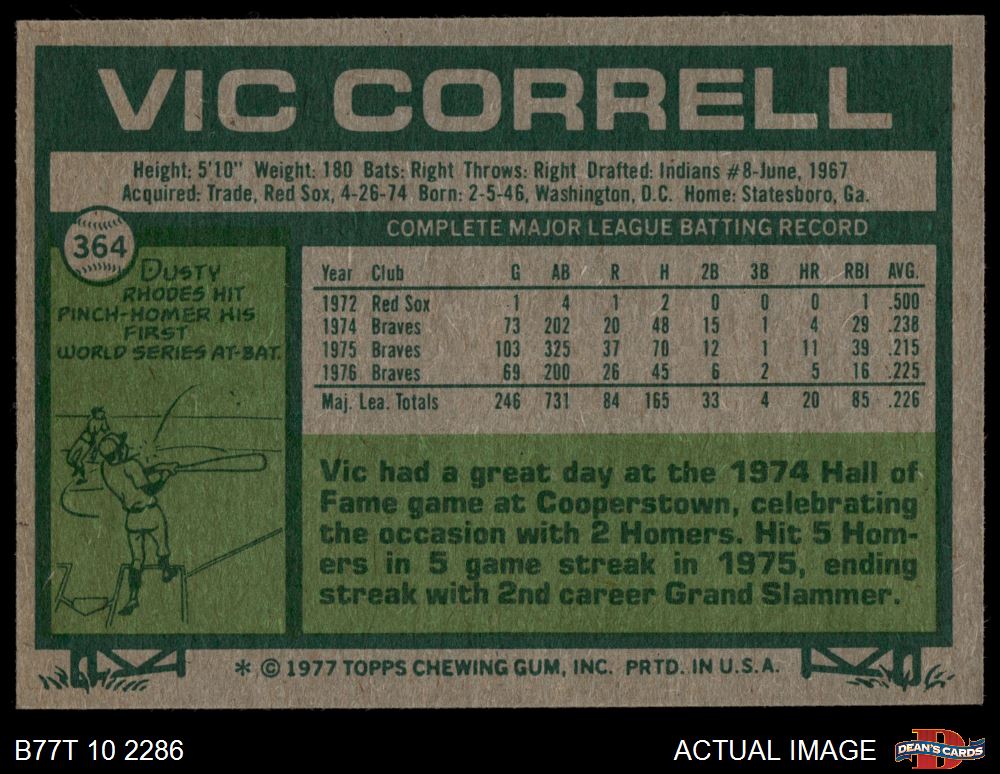 VIC CORRELL
Height: 5'10" Weight: 180 Bats: Right Throws: Right Drafted: Indians #8-June, 1967
Acquired: Trade, Red Sox, 4-26-74 Born: 2-5-46, Washington, D.C. Home: Statesboro, Ga.
364
DUSTY
RHODES HIT
PINCH-HOMER HIS
FIRST
WORLD SERIES AT-BAT.
COMPLETE MAJOR LEAGUE BATTING RECORD
Year Club G AB R H 2B 3B HR RBI AVG.
1972 Red Sox 1 4 1 2 0 0 0 1 .500
1974 Braves 73 202 20 48 15 1 4 29 .238
1975 Braves 103 325 37 70 12 1 11 39 .215
1976 Braves 69 200 26 45 6 2 5 16 .225
Maj. Lea. Totals 246 731 84 165 33 4 20 85 .226
Vic had a great day at the 1974 Hall of
Fame game at Cooperstown, celebrating
the occasion with 2 Homers. Hit 5 Hom-
ers in 5 game streak in 1975, ending
streak with 2nd career Grand Slammer.
* © 1977 TOPPS CHEWING GUM, INC. PRTD. IN U.S.A.
B77T 10 2286
ACTUAL IMAGE
D
DEAN'S CARDS